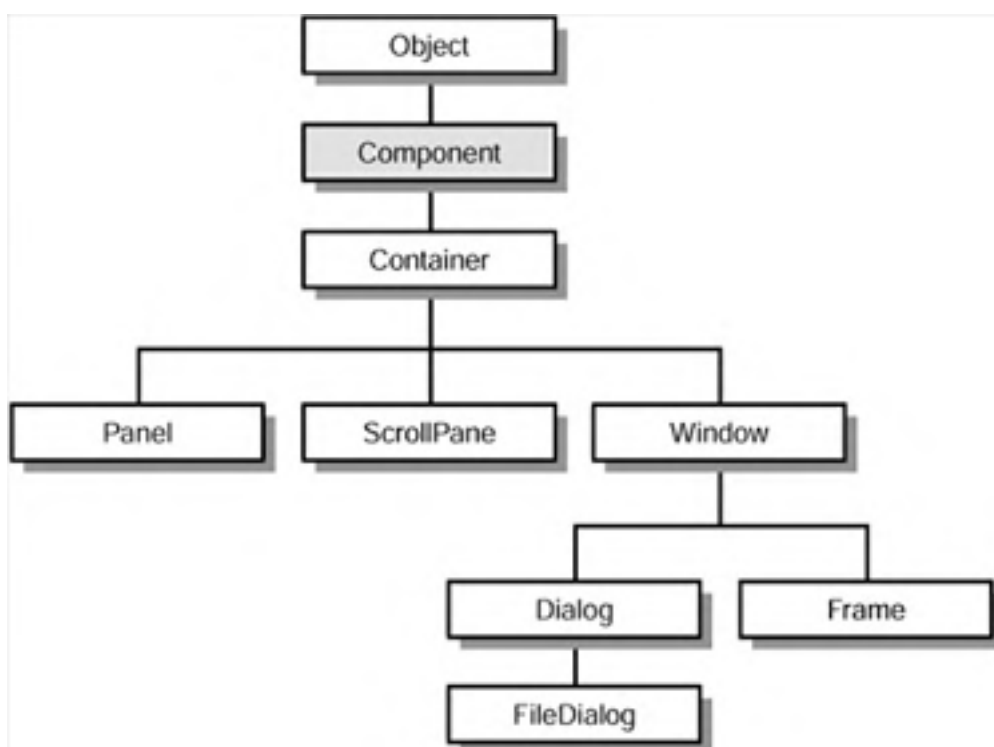 Object
Component
Container
Panel
ScrollPane
Window
Dialog
Frame
FileDialog